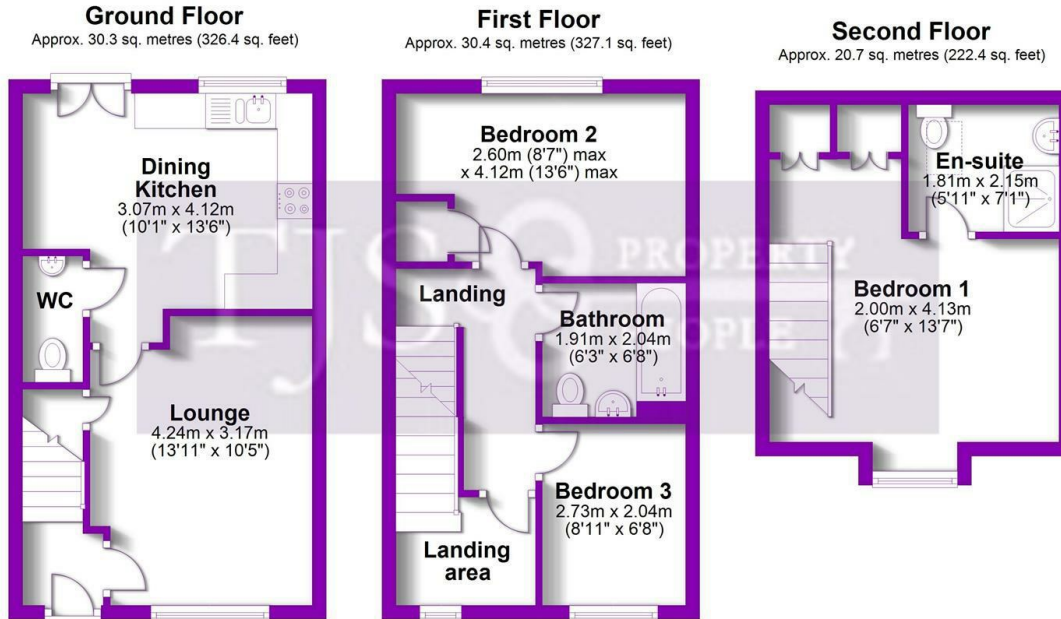 Ground Floor
Approx. 30.3 sq. metres (326.4 sq. feet)
Dining
Kitchen
3.07m x 4.12m
(10'1" x 13'6")
WC
Lounge
4.24m x 3.17m
(13'11" x 10'5")
First Floor
Approx. 30.4 sq. metres (327.1 sq. feet)
Bedroom 2
2.60m (8'7") max
x 4.12m (13'6") max
Landing
Bathroom
1.91m x 2.04m
(6'3" x 6'8")
Bedroom 3
2.73m x 2.04m
(8'11" x 6'8")
Landing
area
Second Floor
Approx. 20.7 sq. metres (222.4 sq. feet)
En-suite
1.81m x 2.15m
(5'11" x 7'1")
Bedroom 1
2.00m x 4.13m
(6'7" x 13'7")
TJS
PROPERTY
PEOPLE